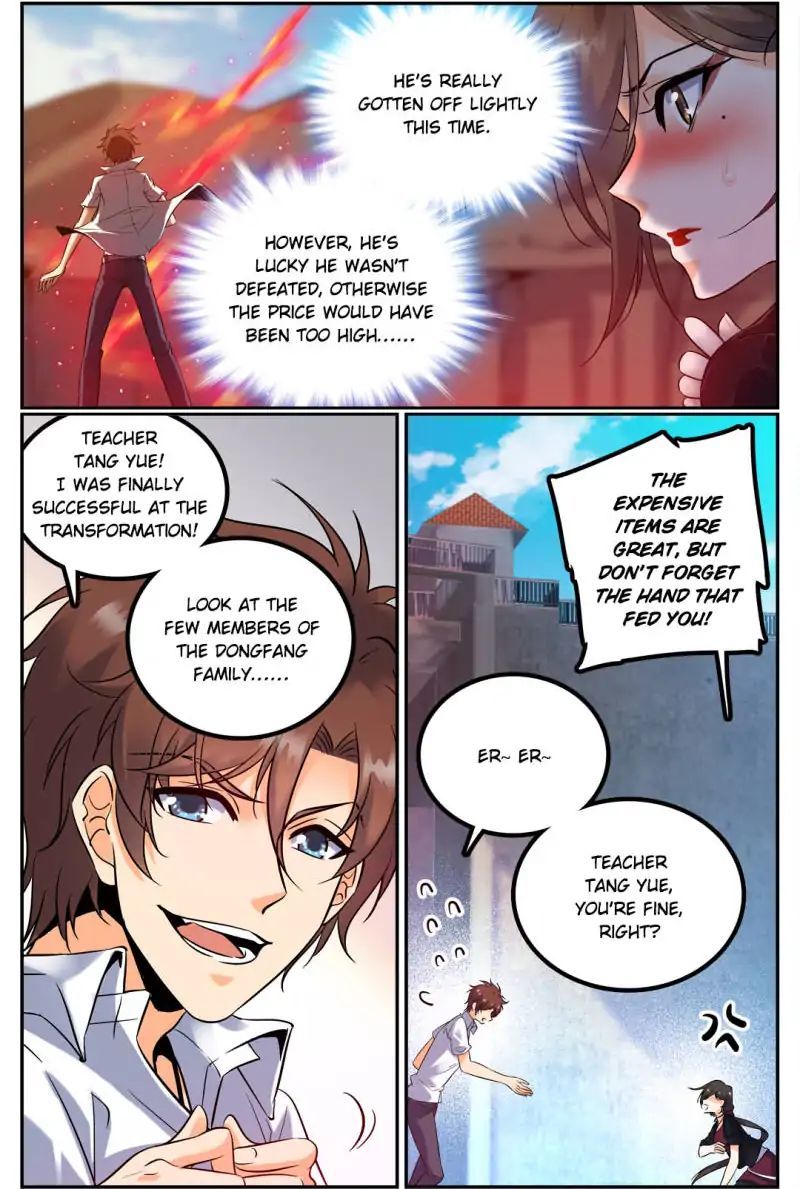 HE'S REALLY
GOTTEN OFF LIGHTLY
THIS TIME.
HOWEVER, HE'S
LUCKY HE WASN'T
DEFEATED, OTHERWISE
THE PRICE WOULD HAVE
BEEN TOO HIGH......
TEACHER
TANG YUE!
I WAS FINALLY
SUCCESSFUL AT THE
TRANSFORMATION!
LOOK AT THE
FEW MEMBERS OF
THE DONGFANG
FAMILY......
THE
EXPENSIVE
ITEMS ARE
GREAT, BUT
DON'T FORGET
THE HAND THAT
FED YOU!
ER~ ER~
TEACHER
TANG YUE,
YOU'RE FINE,
RIGHT?